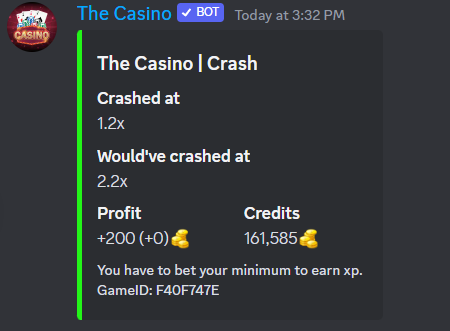 CASINO
The Casino ✓ BOT Today at 3:32 PM
The Casino | Crash
Crashed at
1.2x
Would've crashed at
2.2x
Profit Credits
+200 (+0) 161,585
You have to bet your minimum to earn xp.
GameID: F40F747E